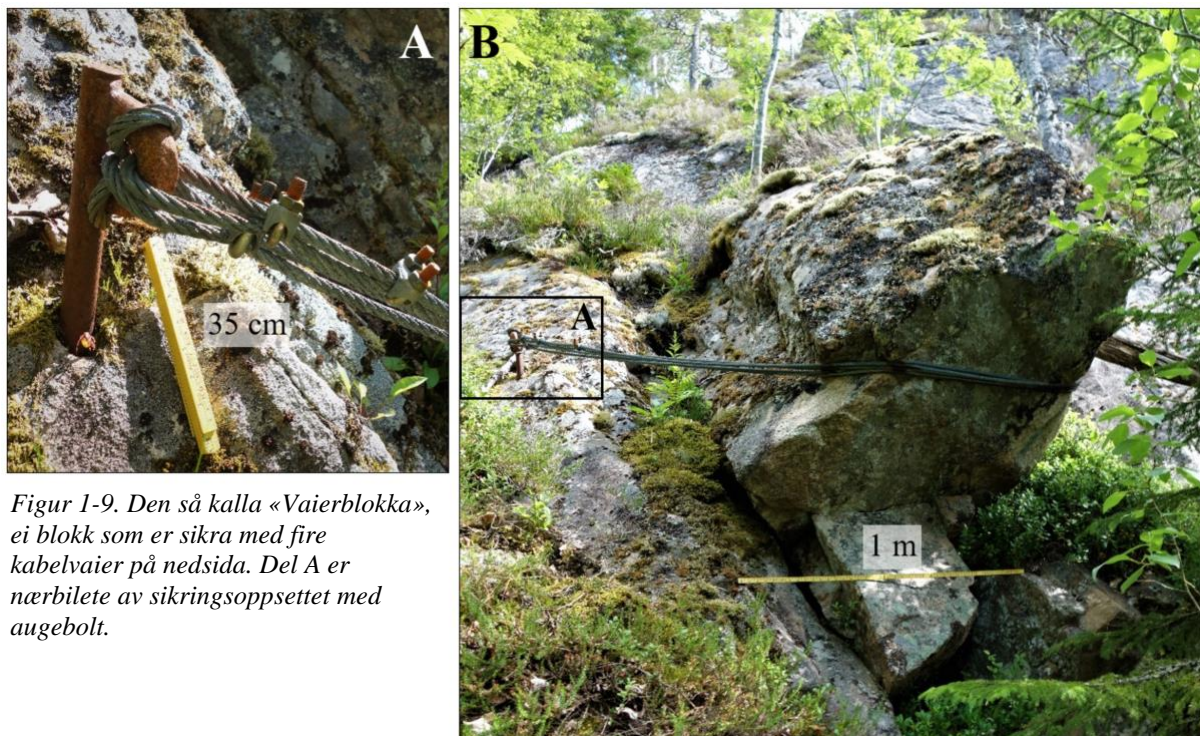 A
35 cm
B
A
1 m
Figur 1-9. Den så kalla «Vaierblokka»,
ei blokk som er sikra med fire
kabelvaier på nedsida. Del A er
nærbilete av sikringsoppsettet med
augebolt.